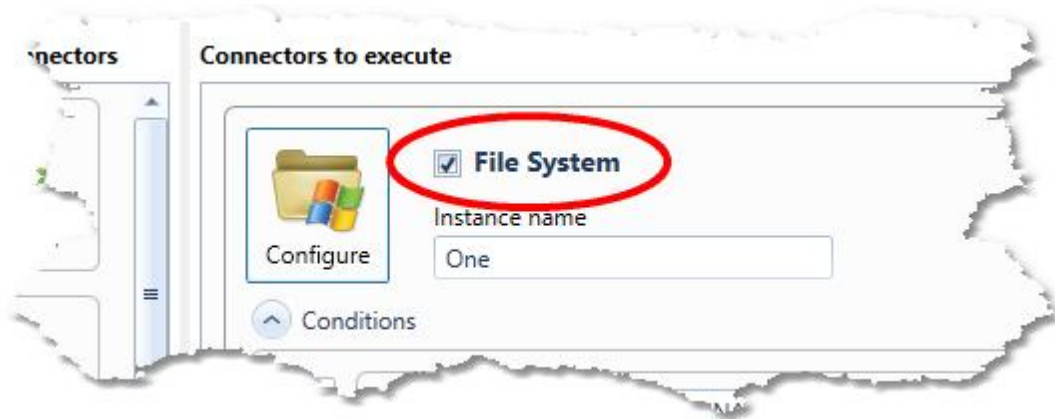 Connectors to execute
File System
Instance name
Configure
One
Conditions